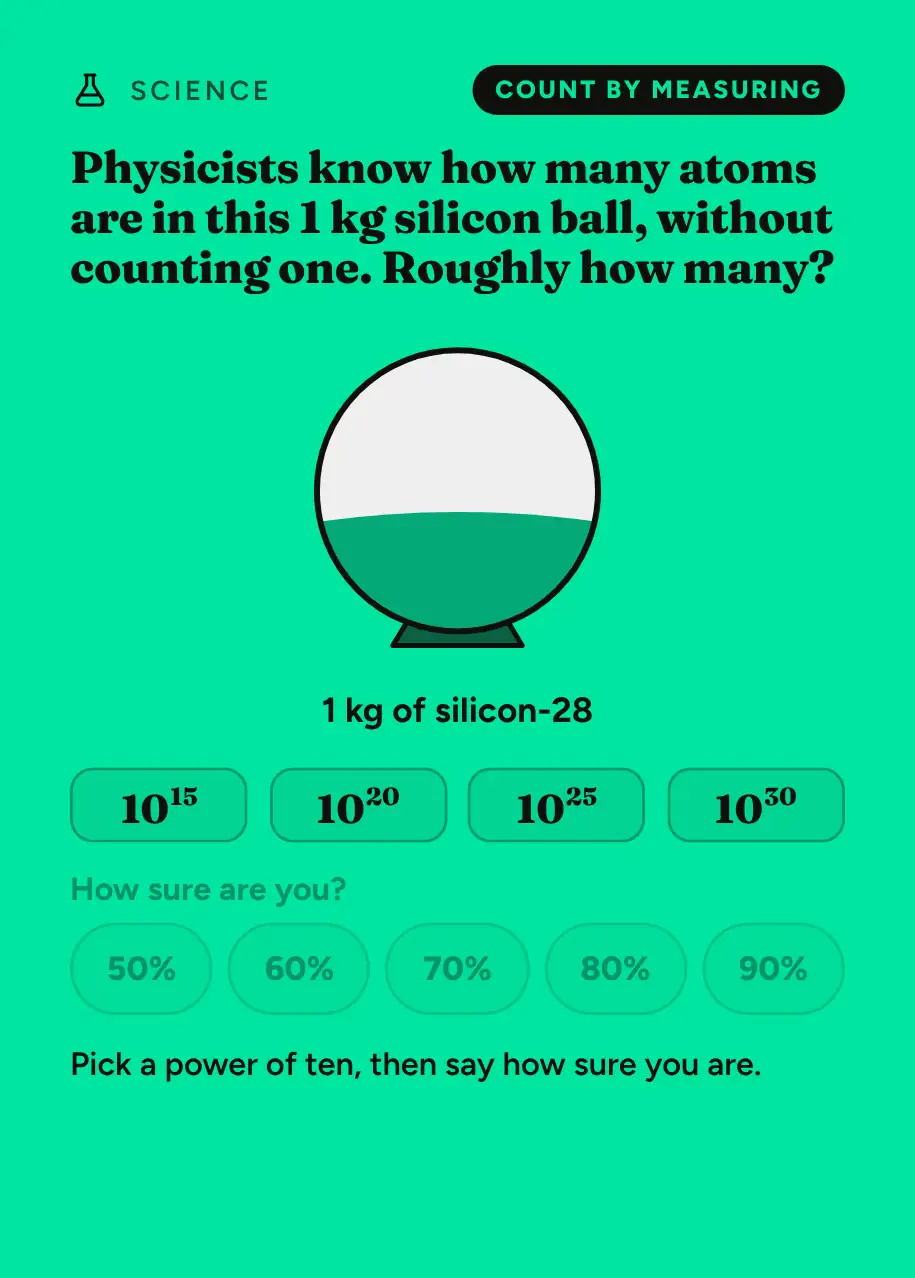 SCIENCE
COUNT BY MEASURING
Physicists know how many atoms
are in this 1 kg silicon ball, without
counting one. Roughly how many?
1 kg of silicon-28
10¹⁵ 10²⁰ 10²⁵ 10³⁰
How sure are you?
50% 60% 70% 80% 90%
Pick a power of ten, then say how sure you are.